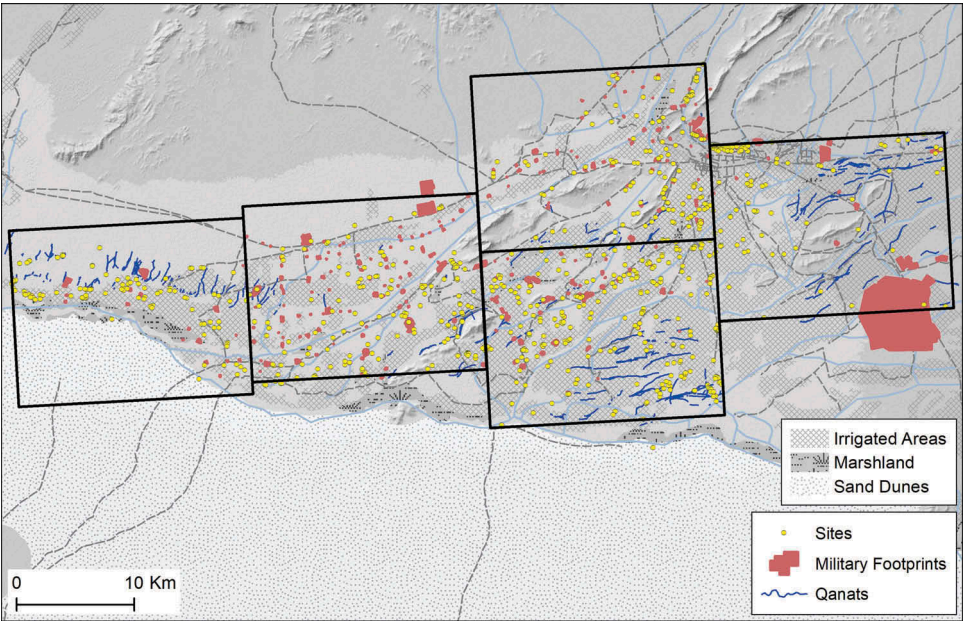 Irrigated Areas
Marshland
Sand Dunes
Sites
Military Footprints
Qanats
0 10 Km